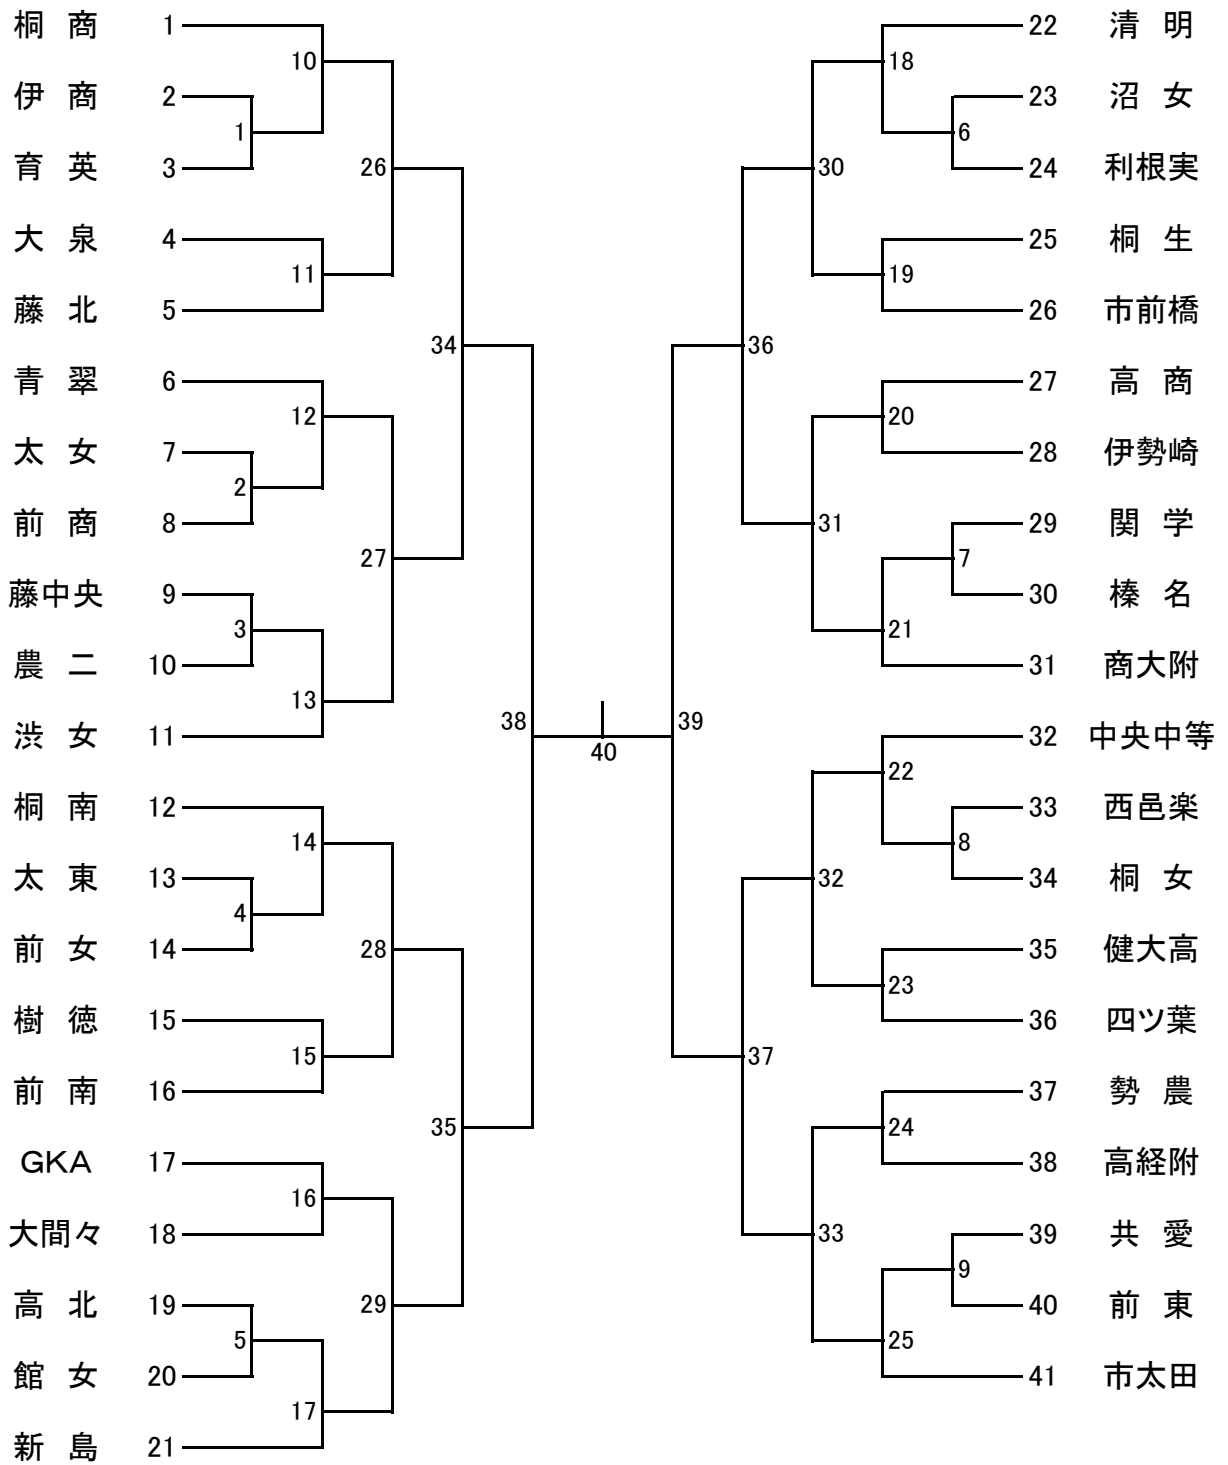 桐 商 1
22 清 明
10
18
伊 商 2
23 沼 女
1
6
育 英 3
26
30
24 利根実
大 泉 4
25 桐 生
11
19
藤 北 5
26 市前橋
34
36
青 翠 6
27 高 商
12
20
太 女 7
28 伊勢崎
2
前 商 8
31
29 関 学
27
7
藤中央 9
30 榛 名
3
21
農 二 10
31 商大附
13
38
39
渋 女 11
32 中央中等
40
22
桐 南 12
33 西邑楽
14
8
太 東 13
32
34 桐 女
4
前 女 14
28
35 健大高
23
樹 徳 15
36 四ツ葉
15
37
前 南 16
37 勢 農
35
24
GKA 17
38 高経附
16
大間々 18
33
39 共 愛
9
高 北 19
29
40 前 東
5
25
館 女 20
41 市太田
17
新 島 21